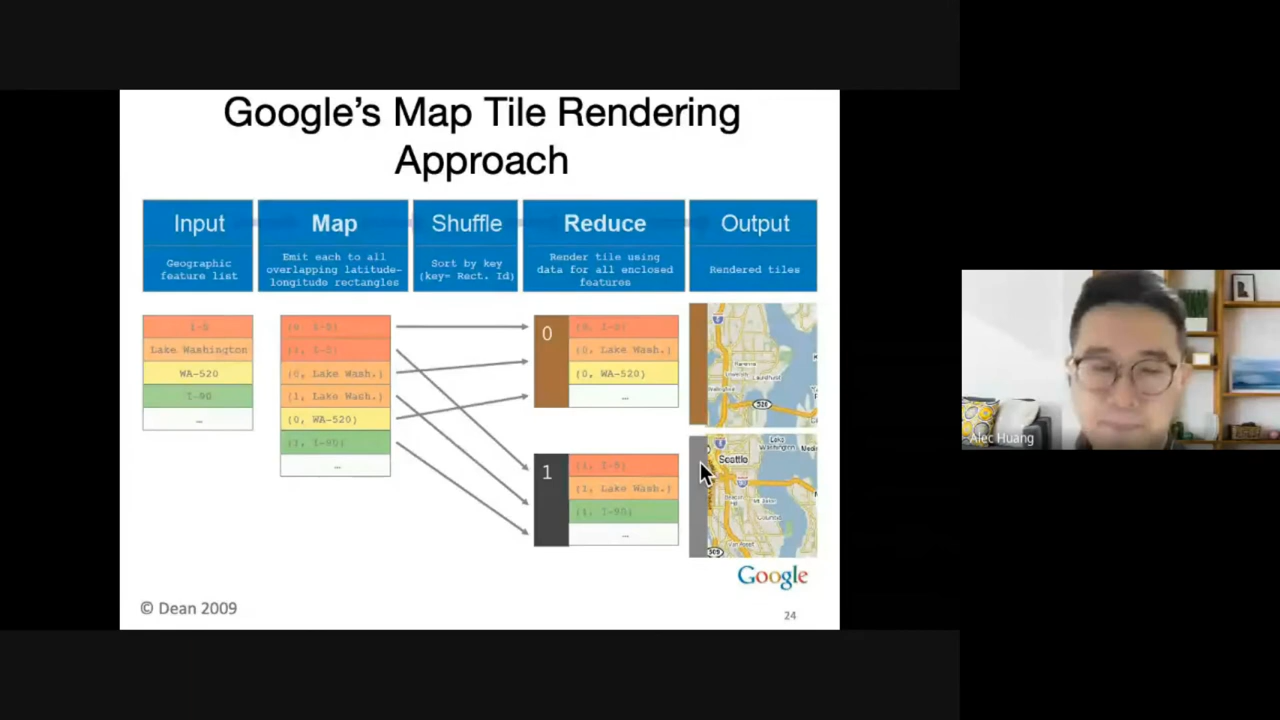 Google's Map Tile Rendering
Approach
Input
Map
Shuffle
Reduce
Output
Geographic
feature list
Emit each to all
overlapping latitude-
longitude rectangles
Sort by key
(key= Rect. Id)
Render tile using
data for all enclosed
features
Rendered tiles
I-5
Lake Washington
WA-520
I-90
…
(0, I-5)
(1, I-5)
(0, Lake Wash.)
(1, Lake Wash.)
(0, WA-520)
(1, I-90)
…
0
(0, I-5)
(0, Lake Wash.)
(0, WA-520)
…
1
(1, I-5)
(1, Lake Wash.)
(1, I-90)
…
520
Lake
Seattle
Google
© Dean 2009
24
Alec Huang